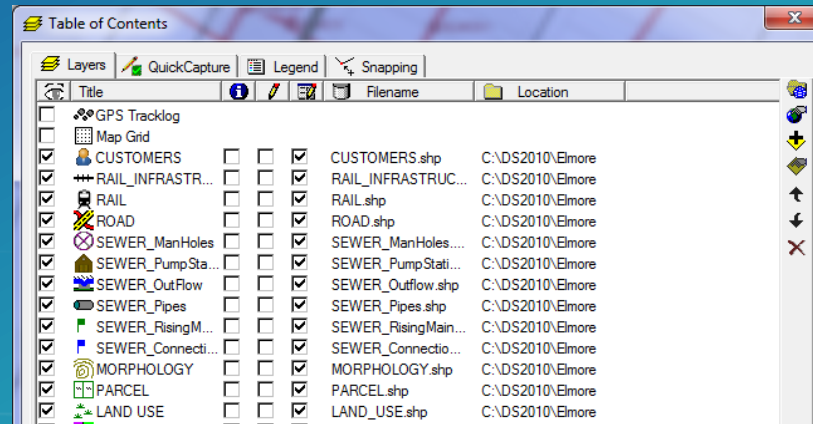 Table of Contents
Layers QuickCapture Legend Snapping
Title Filename Location
GPS Tracklog
Map Grid
CUSTOMERS CUSTOMERS.shp C:\DS2010\Elmore
RAIL_INFRASTR... RAIL_INFRASTRUC... C:\DS2010\Elmore
RAIL RAIL.shp C:\DS2010\Elmore
ROAD ROAD.shp C:\DS2010\Elmore
SEWER_ManHoles SEWER_ManHoles.... C:\DS2010\Elmore
SEWER_PumpSta... SEWER_PumpStati... C:\DS2010\Elmore
SEWER_OutFlow SEWER_Outflow.shp C:\DS2010\Elmore
SEWER_Pipes SEWER_Pipes.shp C:\DS2010\Elmore
SEWER_RisingM... SEWER_RisingMain... C:\DS2010\Elmore
SEWER_Connecti... SEWER_Connectio... C:\DS2010\Elmore
MORPHOLOGY MORPHOLOGY.shp C:\DS2010\Elmore
PARCEL PARCEL.shp C:\DS2010\Elmore
LAND USE LAND_USE.shp C:\DS2010\Elmore